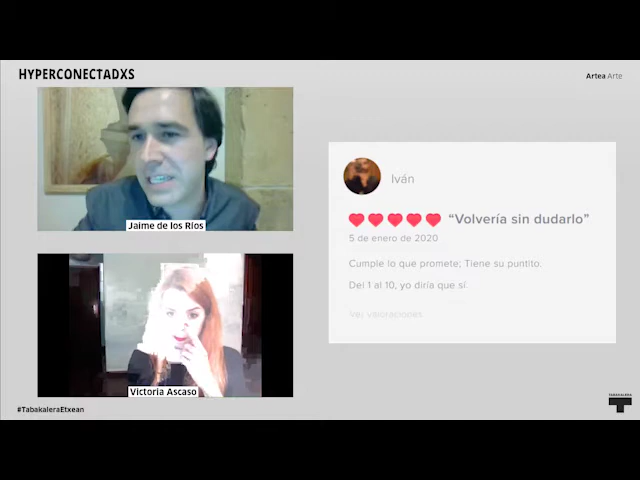 HYPERCONECTADXS
Artea Arte
Jaime de los Ríos
Iván
“Volvería sin dudarlo”
5 de enero de 2020
Cumple lo que promete; Tiene su puntito.
Del 1 al 10, yo diría que sí.
Ver valoraciones
Victoria Ascaso
#TabakaleraEtxean
TABAKALERA